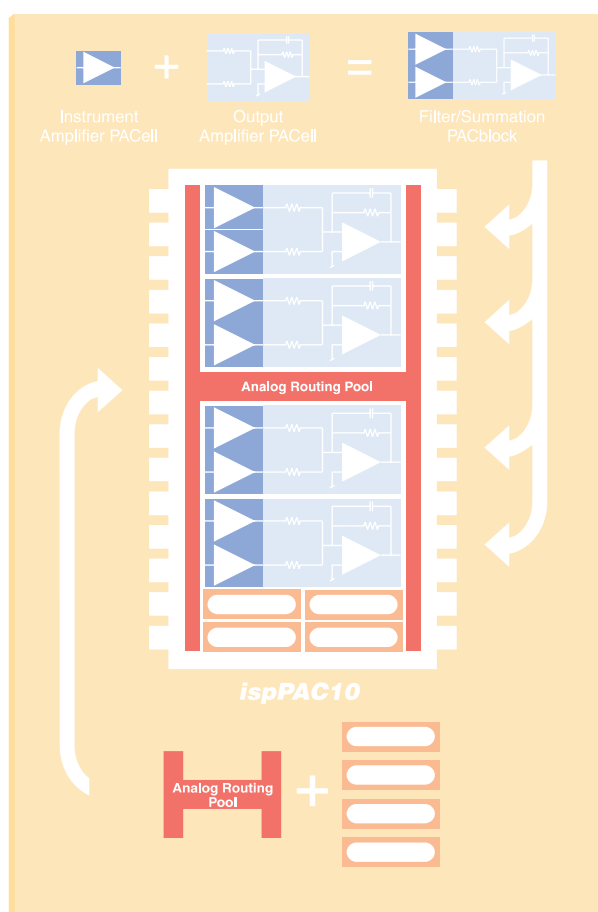 +
=
Instrument
Amplifier PACell
Output
Amplifier PACell
Filter/Summation
PACblock
Analog Routing Pool
ispPAC10
Analog Routing
Pool
+